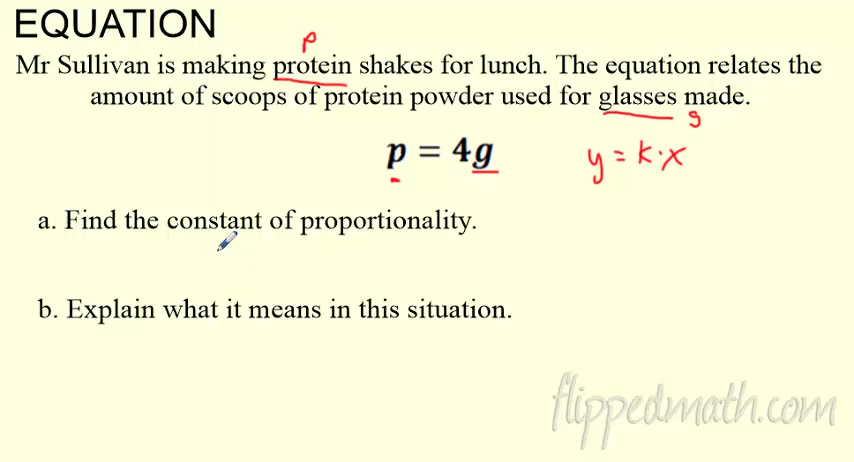 EQUATION
p
Mr Sullivan is making protein shakes for lunch. The equation relates the
amount of scoops of protein powder used for glasses made.
g
p = 4g
y = k·x
a. Find the constant of proportionality.
b. Explain what it means in this situation.
flippedmath.com